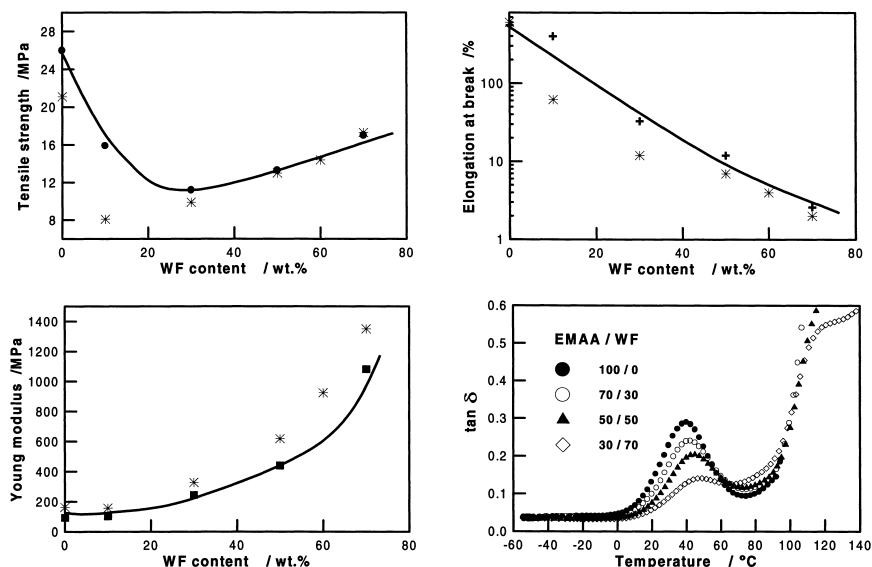 Tensile strength /MPa
28
24
20
16
12
8
0 20 40 60 80
WF content / wt.%
Elongation at break /%
100
10
1
0 20 40 60 80
WF content / wt.%
Young modulus /MPa
1400
1200
1000
800
600
400
200
0
0 20 40 60 80
WF content / wt.%
tan δ
0.6
0.5
0.4
0.3
0.2
0.1
0.0
EMAA / WF
100 / 0
70 / 30
50 / 50
30 / 70
-60 -40 -20 0 20 40 60 80 100 120 140
Temperature / °C